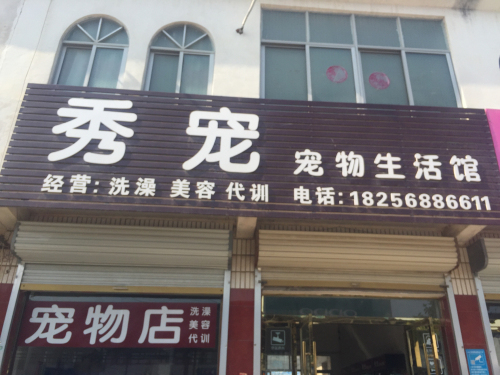 秀宠 宠物生活馆
经营: 洗澡 美容 代训 电话: 18256886611
宠物店
洗澡
美容
代训